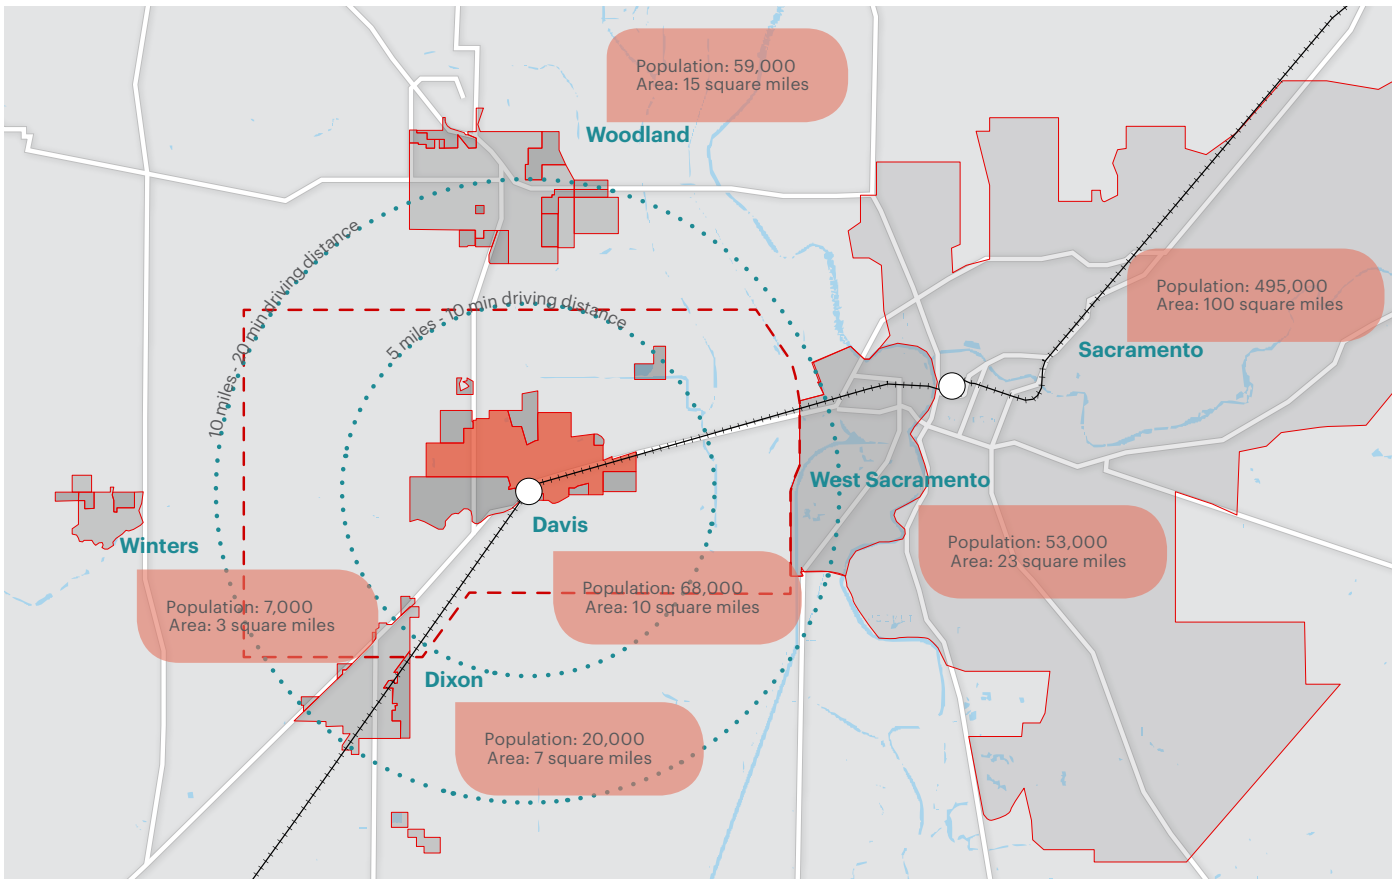 Population: 59,000
Area: 15 square miles
Woodland
10 miles - 20 min driving distance
5 miles - 10 min driving distance
Population: 495,000
Area: 100 square miles
Sacramento
West Sacramento
Davis
Winters
Population: 53,000
Area: 23 square miles
Population: 68,000
Area: 10 square miles
Population: 7,000
Area: 3 square miles
Dixon
Population: 20,000
Area: 7 square miles